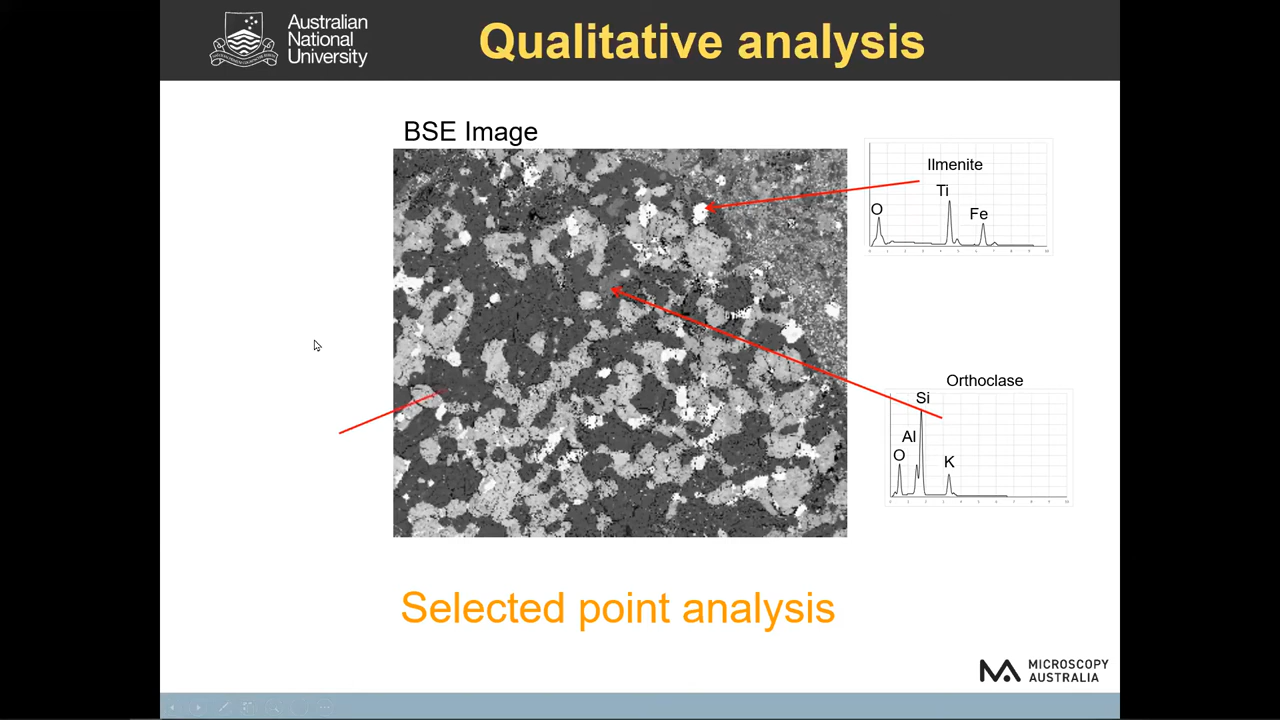 Australian
National
University
Qualitative analysis
BSE Image
Ilmenite
Ti
O
Fe
Orthoclase
Si
Al
O
K
Selected point analysis
MICROSCOPY
AUSTRALIA